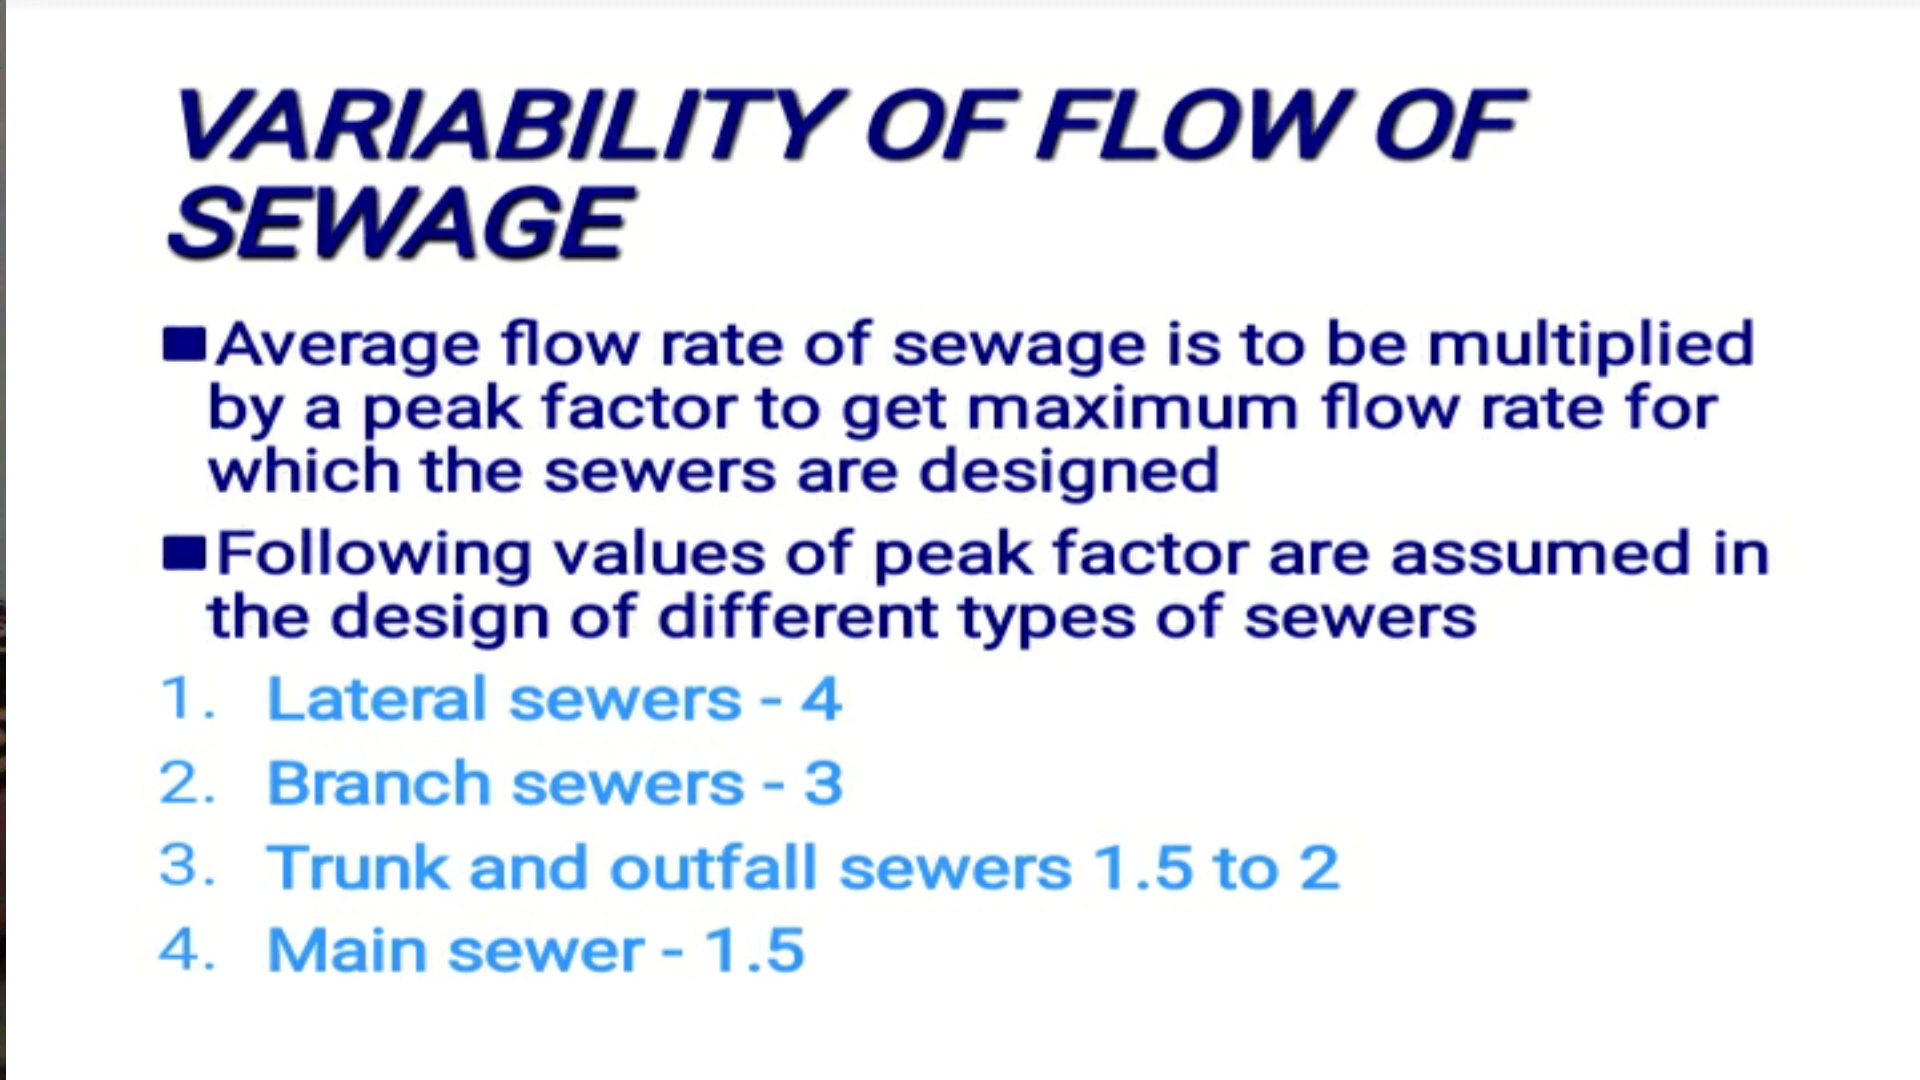 VARIABILITY OF FLOW OF
SEWAGE
Average flow rate of sewage is to be multiplied
by a peak factor to get maximum flow rate for
which the sewers are designed
Following values of peak factor are assumed in
the design of different types of sewers
1. Lateral sewers - 4
2. Branch sewers - 3
3. Trunk and outfall sewers 1.5 to 2
4. Main sewer - 1.5